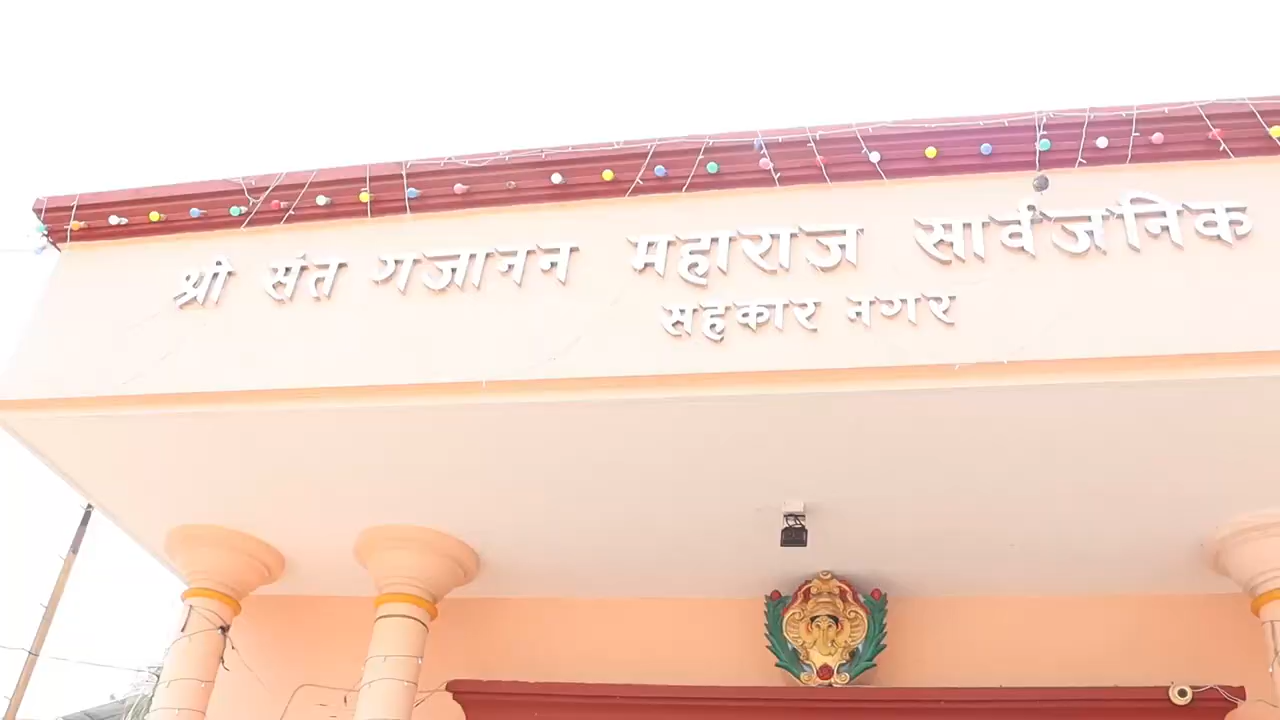 श्री संत गजानन महाराज सार्वजनिक
सहकार नगर